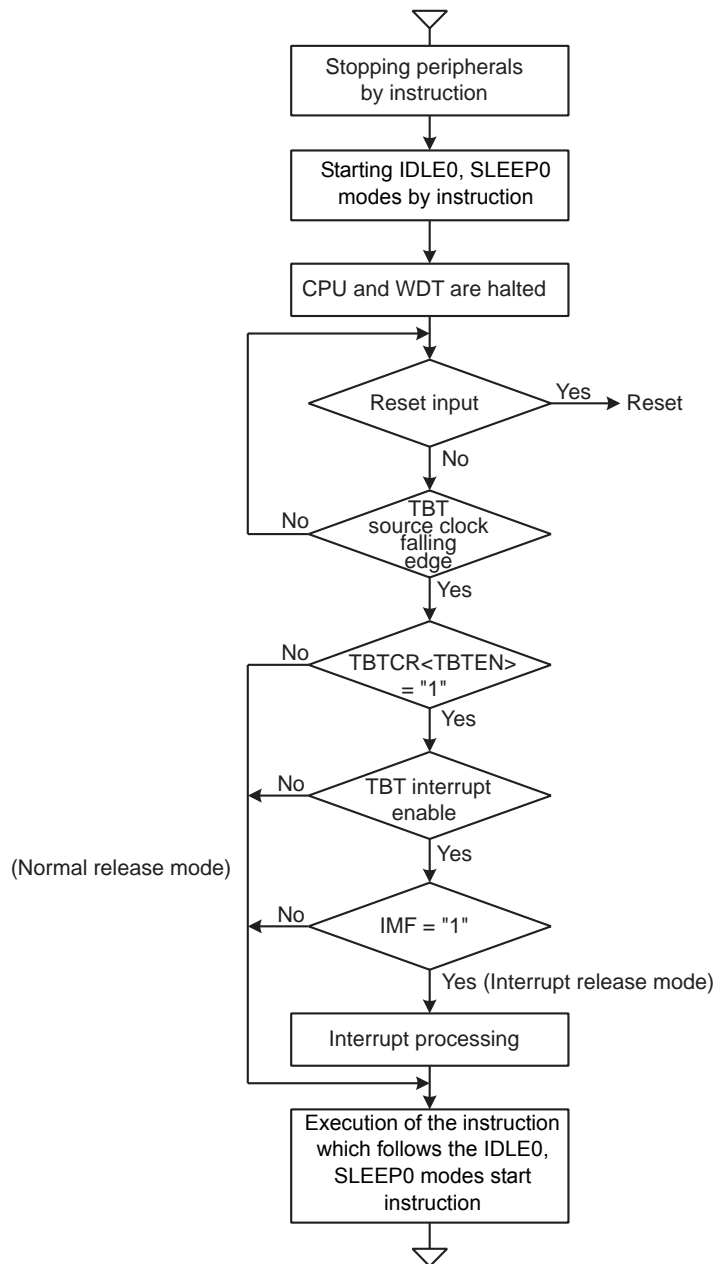 Stopping peripherals
by instruction
Starting IDLE0, SLEEP0
modes by instruction
CPU and WDT are halted
Reset input
Yes
Reset
No
No
TBT
source clock
falling
edge
Yes
No
TBTCR<TBTEN>
= "1"
Yes
No
TBT interrupt
enable
Yes
(Normal release mode)
No
IMF = "1"
Yes (Interrupt release mode)
Interrupt processing
Execution of the instruction
which follows the IDLE0,
SLEEP0 modes start
instruction